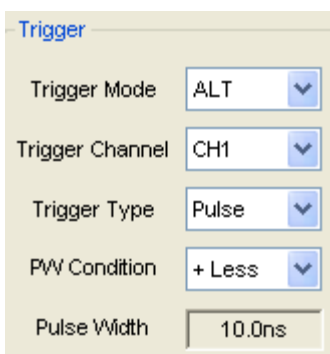 Trigger
Trigger Mode ALT
Trigger Channel CH1
Trigger Type Pulse
PW Condition + Less
Pulse Width 10.0ns